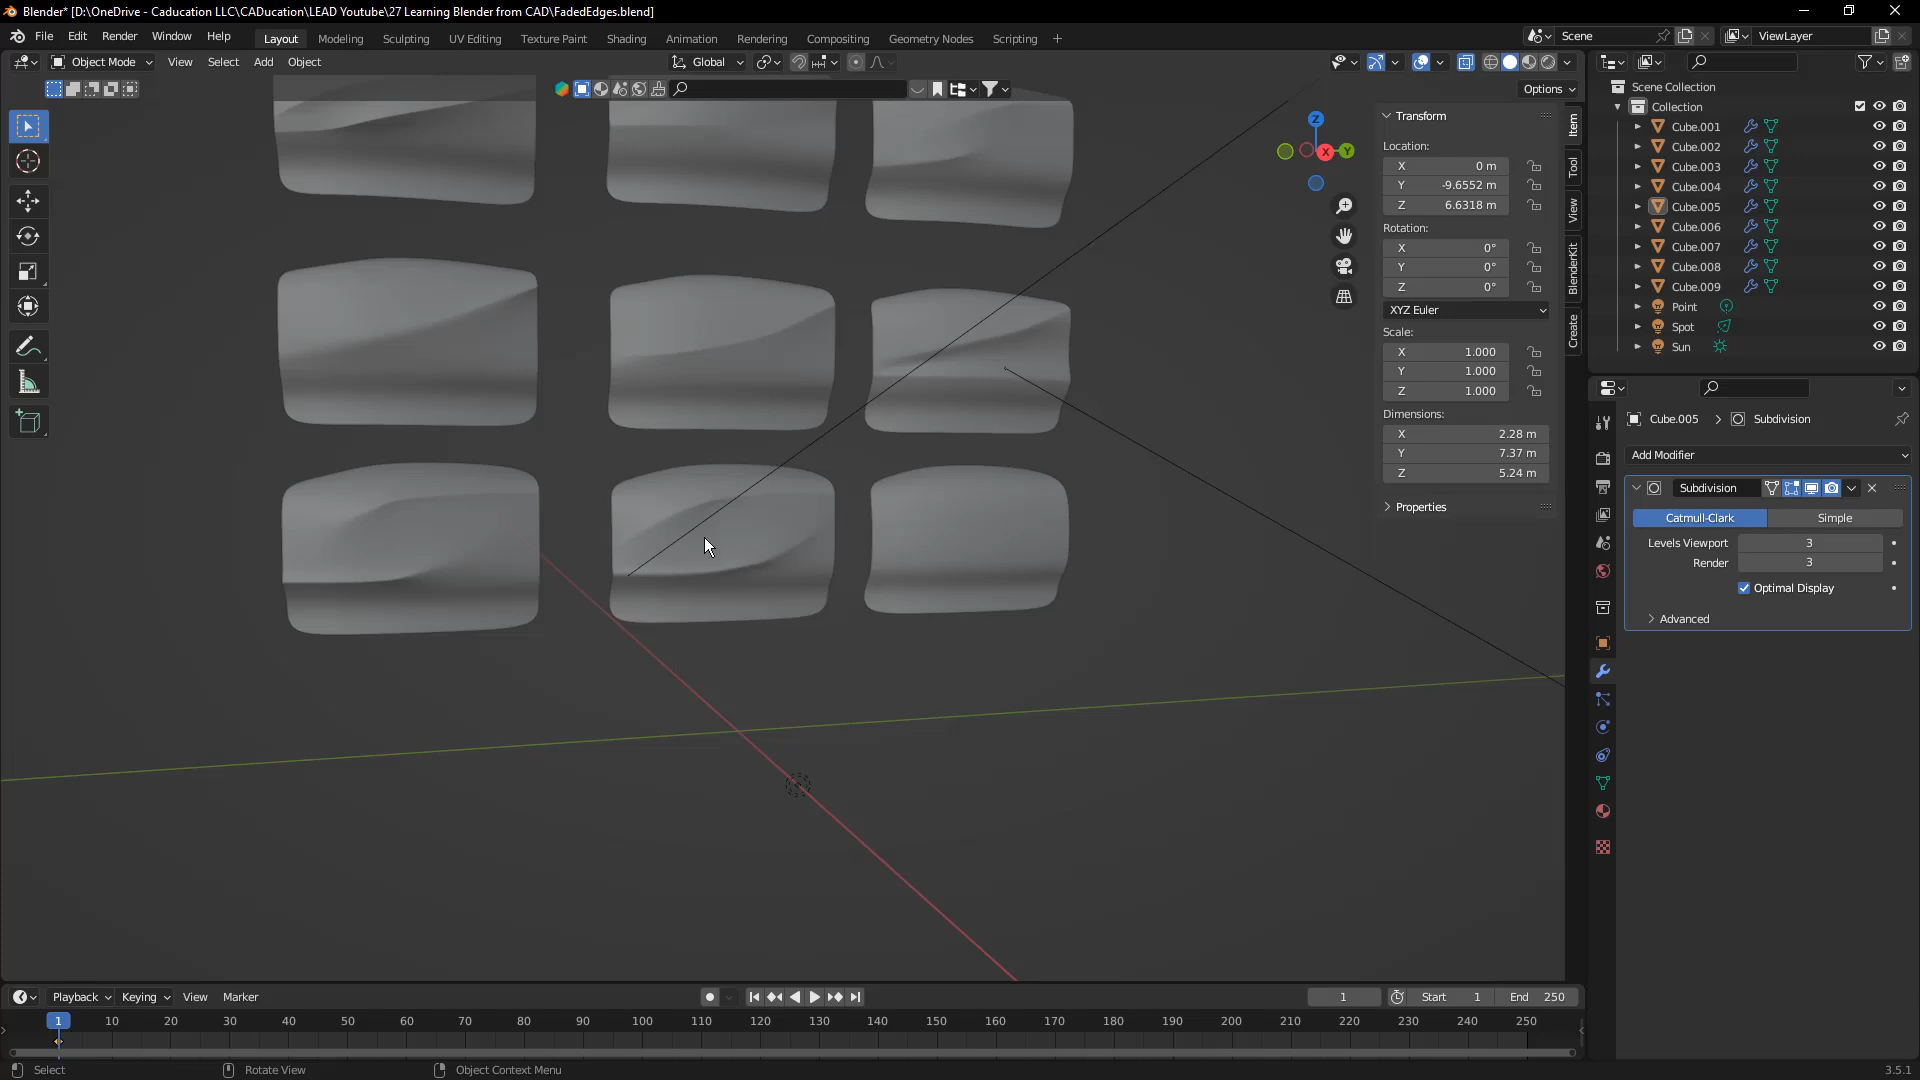 Blender* [D:\OneDrive - Caducation LLC\CADucation\LEAD Youtube\27 Learning Blender from CAD\FadedEdges.blend]
File Edit Render Window Help Layout Modeling Sculpting UV Editing Texture Paint Shading Animation Rendering Compositing Geometry Nodes Scripting + Scene ViewLayer
Object Mode View Select Add Object Global
Options
Scene Collection
Collection
Cube.001
Cube.002
Cube.003
Cube.004
Cube.005
Cube.006
Cube.007
Cube.008
Cube.009
Point
Spot
Sun
Z
X
Y
Transform
Location:
X 0 m
Y -9.6552 m
Z 6.6318 m
Rotation:
X 0°
Y 0°
Z 0°
XYZ Euler
Scale:
X 1.000
Y 1.000
Z 1.000
Dimensions:
X 2.28 m
Y 7.37 m
Z 5.24 m
Properties
Item
Tool
View
BlenderKit
Create
Cube.005 > Subdivision
Add Modifier
Subdivision
Catmull-Clark Simple
Levels Viewport 3
Render 3
Optimal Display
Advanced
Playback Keying View Marker 1 Start 1 End 250
1 10 20 30 40 50 60 70 80 90 100 110 120 130 140 150 160 170 180 190 200 210 220 230 240 250
Select Rotate View Object Context Menu 3.5.1